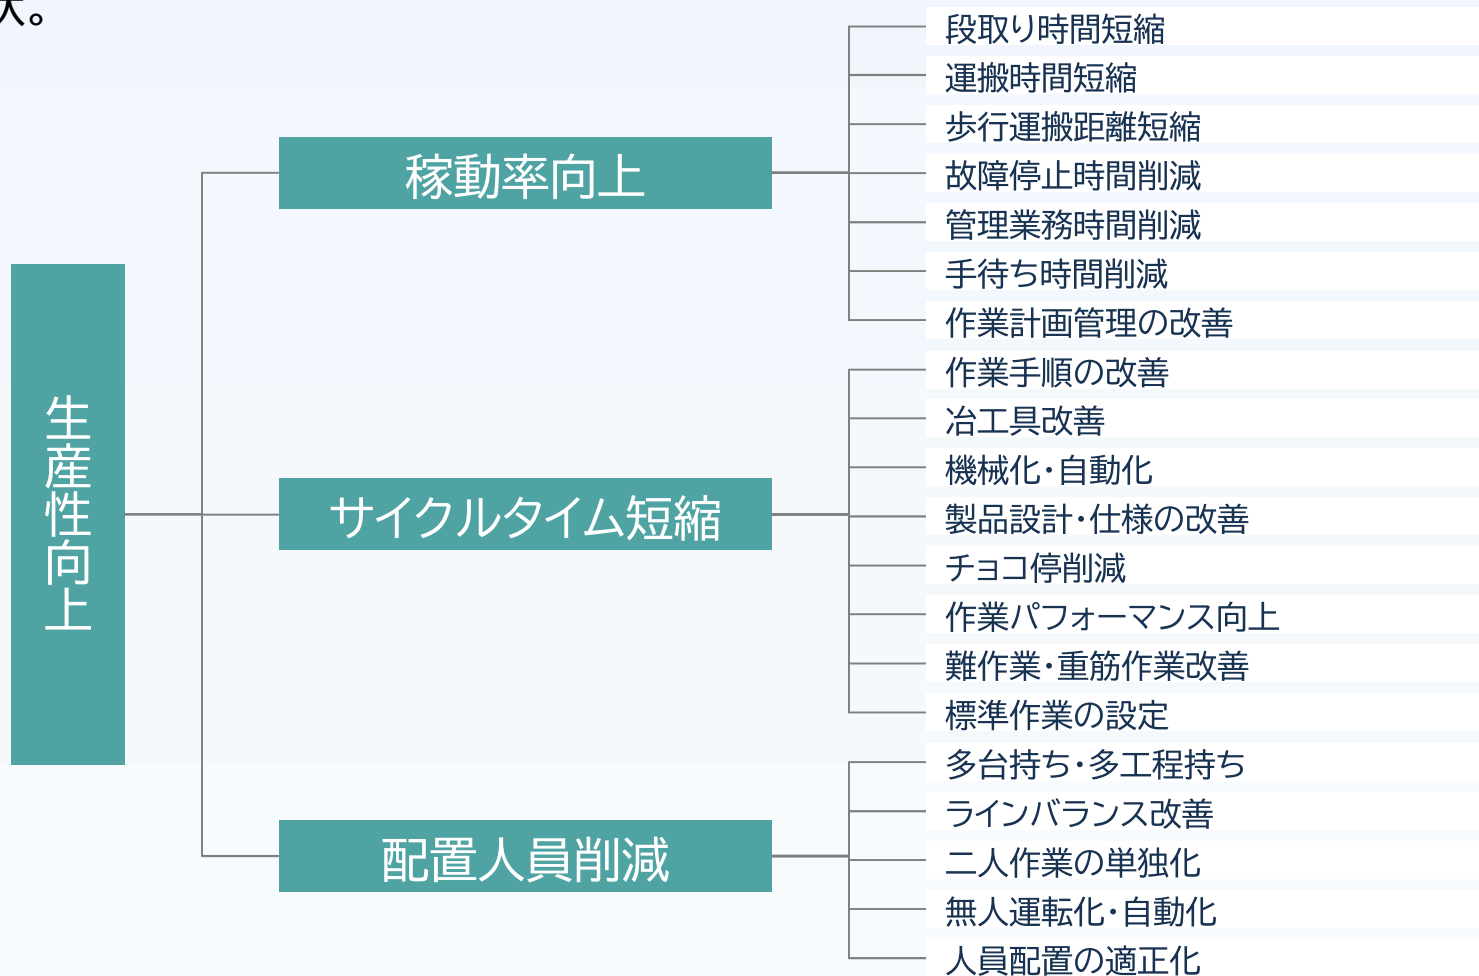 。
生産性向上
稼動率向上
段取り時間短縮
運搬時間短縮
歩行運搬距離短縮
故障停止時間削減
管理業務時間削減
手待ち時間削減
作業計画管理の改善
サイクルタイム短縮
作業手順の改善
冶工具改善
機械化・自動化
製品設計・仕様の改善
チョコ停削減
作業パフォーマンス向上
難作業・重筋作業改善
標準作業の設定
配置人員削減
多台持ち・多工程持ち
ラインバランス改善
二人作業の単独化
無人運転化・自動化
人員配置の適正化